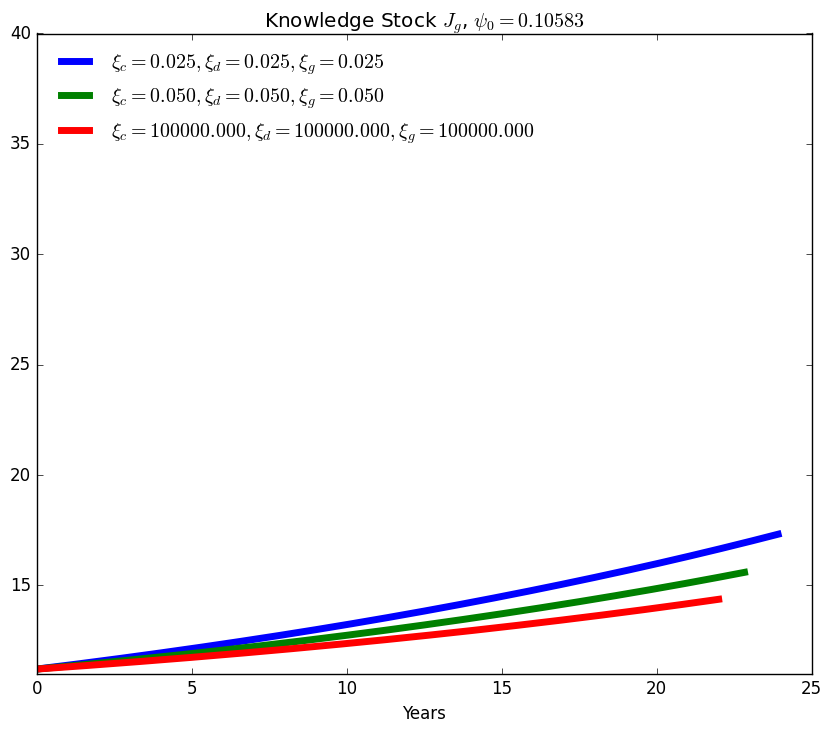 Knowledge Stock J_g, ψ_0 = 0.10583
40
ξ_c = 0.025, ξ_d = 0.025, ξ_g = 0.025
ξ_c = 0.050, ξ_d = 0.050, ξ_g = 0.050
ξ_c = 100000.000, ξ_d = 100000.000, ξ_g = 100000.000
35
30
25
20
15
0 5 10 15 20 25
Years